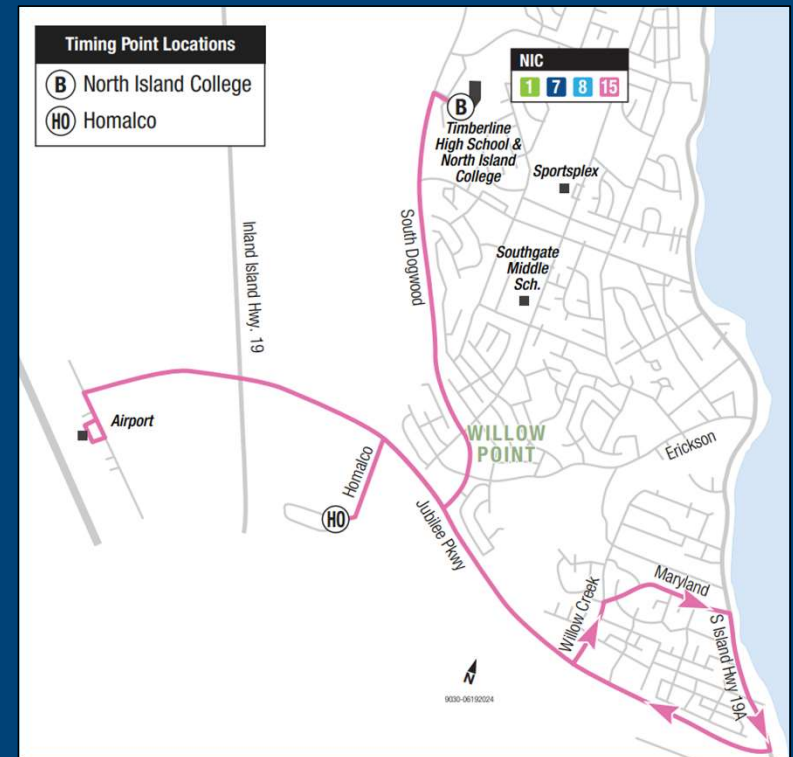 Timing Point Locations
B North Island College
HO Homalco
NIC
1 7 8 15
B
Timberline
High School &
North Island
College
Sportsplex
South Dogwood
Inland Island Hwy. 19
Southgate
Middle
Sch.
Airport
WILLOW
POINT
Erickson
Homalco
HO
Jubilee Pkwy
Maryland
Willow Creek
S Island Hwy 19A
N
9030-06192024